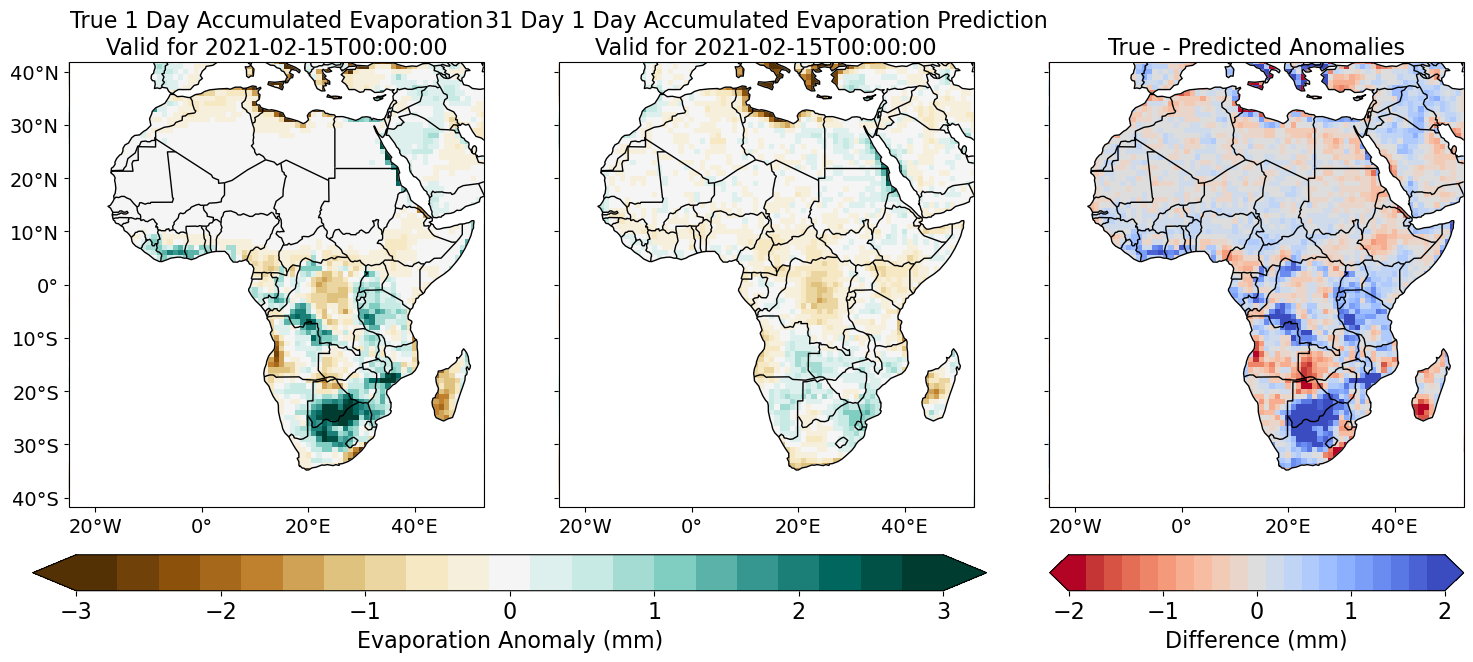 True 1 Day Accumulated Evaporation
Valid for 2021-02-15T00:00:00
31 Day 1 Day Accumulated Evaporation Prediction
Valid for 2021-02-15T00:00:00
True - Predicted Anomalies
40°N
30°N
20°N
10°N
0°
10°S
20°S
30°S
40°S
20°W 0° 20°E 40°E
20°W 0° 20°E 40°E
20°W 0° 20°E 40°E
−3 −2 −1 0 1 2 3
Evaporation Anomaly (mm)
−2 −1 0 1 2
Difference (mm)